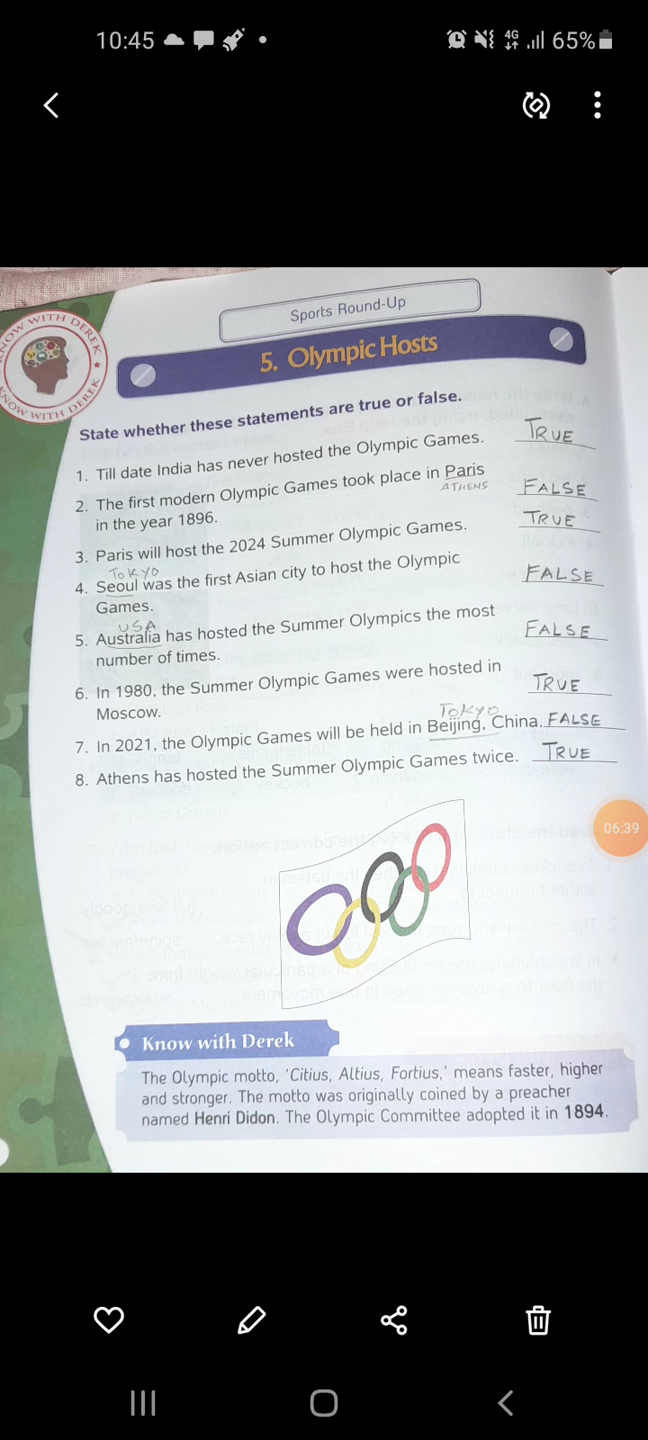 10:45
4G
65%
Sports Round-Up
KNOW WITH DEREK
KNOW WITH DEREK
5. Olympic Hosts
State whether these statements are true or false.
1. Till date India has never hosted the Olympic Games. TRUE
2. The first modern Olympic Games took place in Paris
ATHENS
in the year 1896. FALSE
3. Paris will host the 2024 Summer Olympic Games. TRUE
TOKYO
4. Seoul was the first Asian city to host the Olympic
Games. FALSE
USA
5. Australia has hosted the Summer Olympics the most
number of times. FALSE
6. In 1980, the Summer Olympic Games were hosted in
Moscow. TRUE
TOKYO
7. In 2021, the Olympic Games will be held in Beijing, China. FALSE
8. Athens has hosted the Summer Olympic Games twice. TRUE
06:39
Know with Derek
The Olympic motto, 'Citius, Altius, Fortius,' means faster, higher
and stronger. The motto was originally coined by a preacher
named Henri Didon. The Olympic Committee adopted it in 1894.